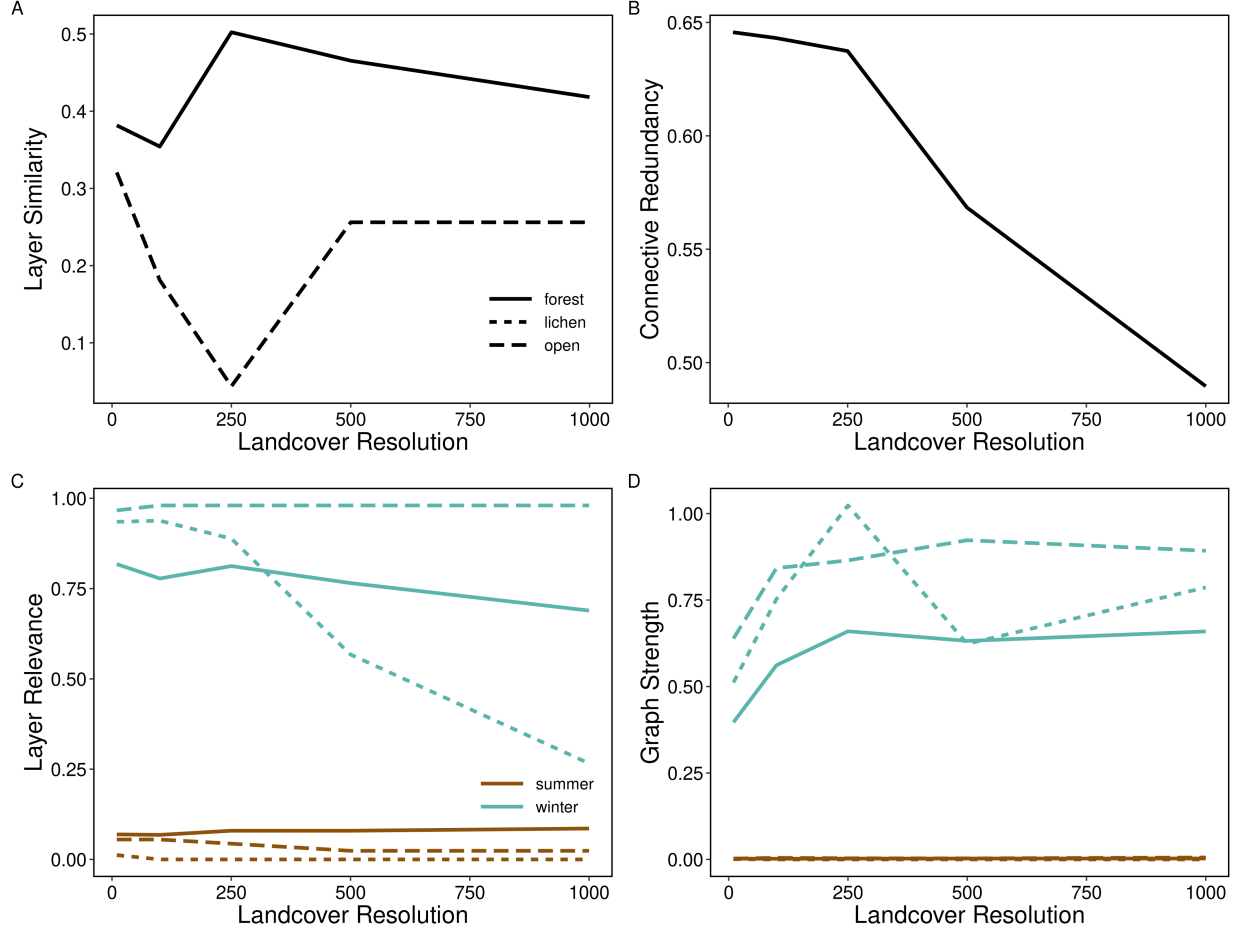 A
Layer Similarity
0.5
0.4
0.3
0.2
0.1
forest
lichen
open
0 250 500 750 1000
Landcover Resolution
B
Connective Redundancy
0.65
0.60
0.55
0.50
0 250 500 750 1000
Landcover Resolution
C
Layer Relevance
1.00
0.75
0.50
0.25
0.00
summer
winter
0 250 500 750 1000
Landcover Resolution
D
Graph Strength
1.00
0.75
0.50
0.25
0.00
0 250 500 750 1000
Landcover Resolution